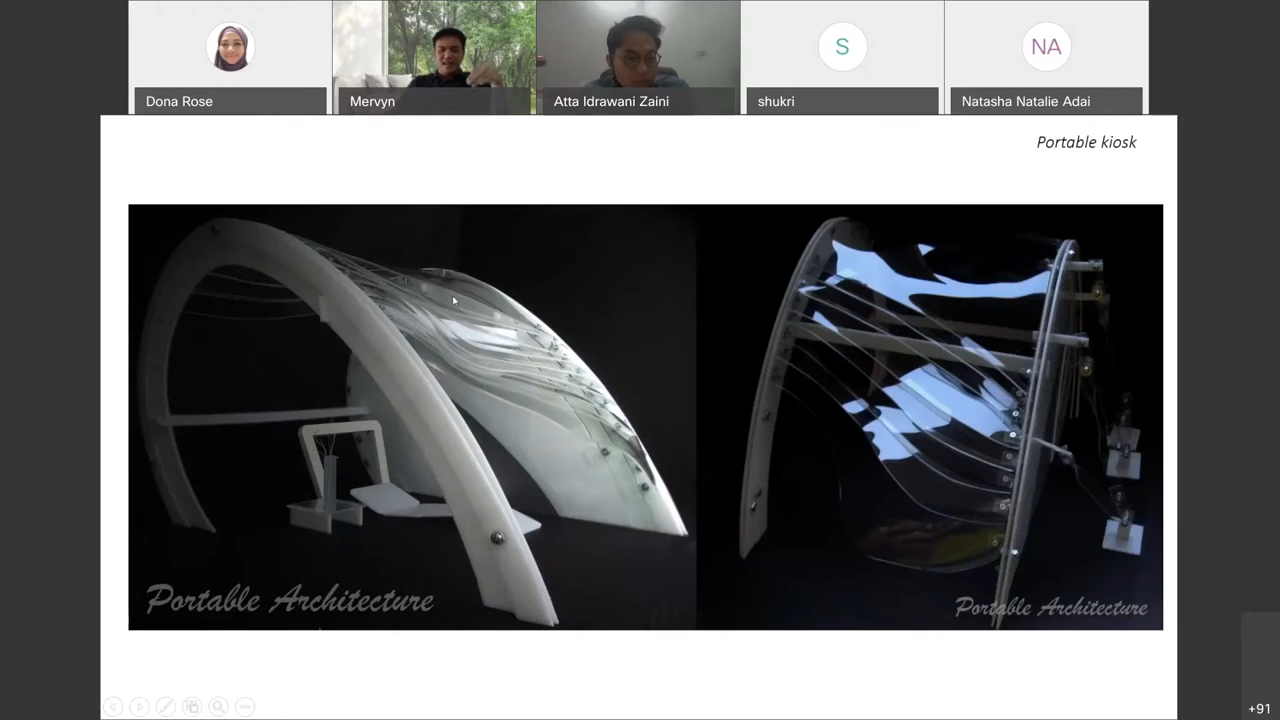 Dona Rose
Mervyn
Atta Idrawani Zaini
S
shukri
NA
Natasha Natalie Adai
Portable kiosk
Portable Architecture
Portable Architecture
+91